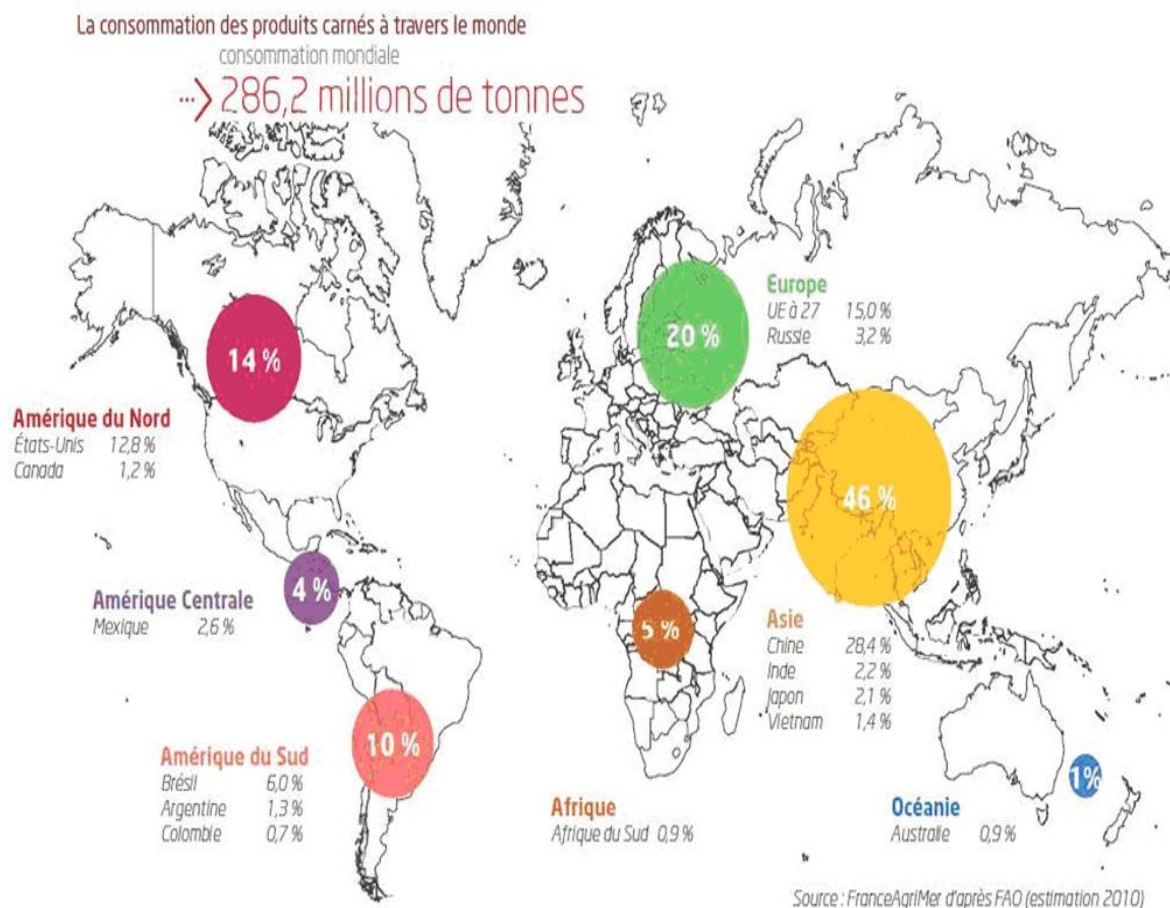 La consommation des produits carnés à travers le monde
consommation mondiale
286,2 millions de tonnes
14 %
Amérique du Nord
États-Unis 12,8 %
Canada 1,2 %
20 %
Europe
UE à 27 15,0 %
Russie 3,2 %
46 %
Asie
Chine 28,4 %
Inde 2,2 %
Japon 2,1 %
Vietnam 1,4 %
4 %
Amérique Centrale
Mexique 2,6 %
5 %
Afrique
Afrique du Sud 0,9 %
10 %
Amérique du Sud
Brésil 6,0 %
Argentine 1,3 %
Colombie 0,7 %
1%
Océanie
Australie 0,9 %
Source : FranceAgriMer d'après FAO (estimation 2010)